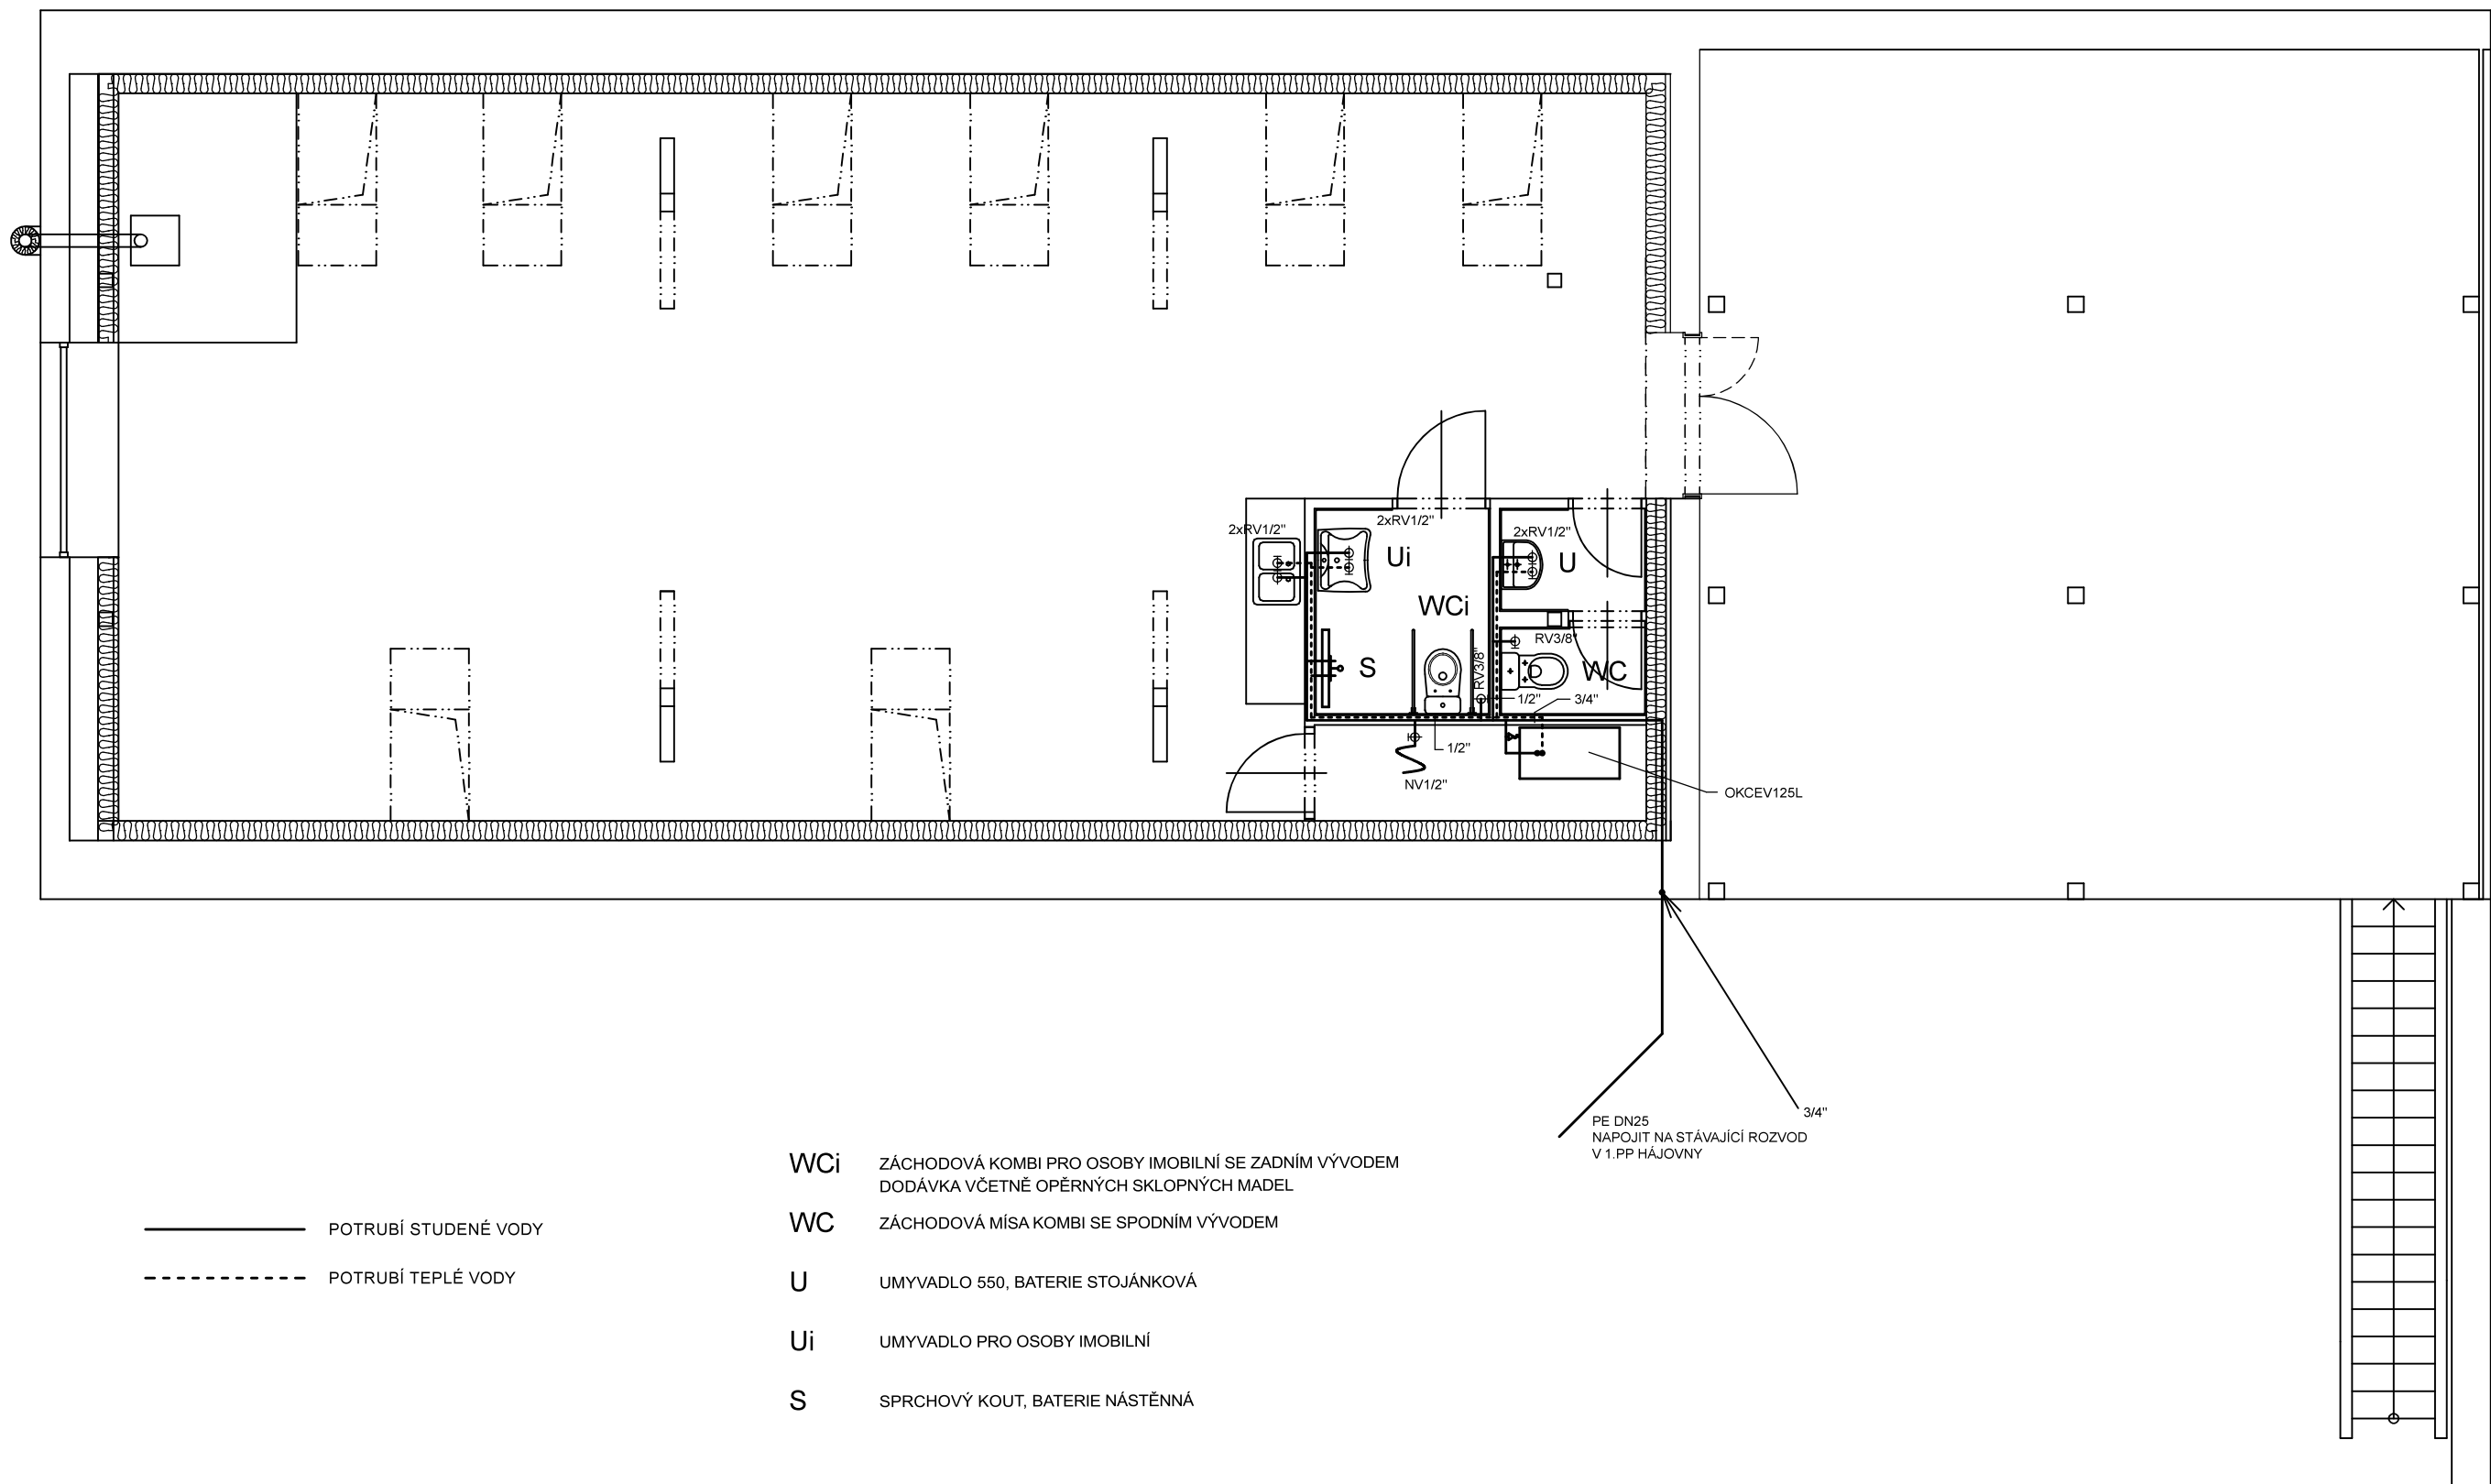 2xRV1/2"
2xRV1/2"
2xRV1/2"
Ui
U
WCi
RV3/8"
RV3/8"
S
WC
1/2"
3/4"
1/2"
NV1/2"
OKCEV125L
3/4"
PE DN25
NAPOJIT NA STÁVAJÍCÍ ROZVOD
V 1.PP HÁJOVNY
POTRUBÍ STUDENÉ VODY
POTRUBÍ TEPLÉ VODY
WCi ZÁCHODOVÁ KOMBI PRO OSOBY IMOBILNÍ SE ZADNÍM VÝVODEM
DODÁVKA VČETNĚ OPĚRNÝCH SKLOPNÝCH MADEL
WC ZÁCHODOVÁ MÍSA KOMBI SE SPODNÍM VÝVODEM
U UMYVADLO 550, BATERIE STOJÁNKOVÁ
Ui UMYVADLO PRO OSOBY IMOBILNÍ
S SPRCHOVÝ KOUT, BATERIE NÁSTĚNNÁ